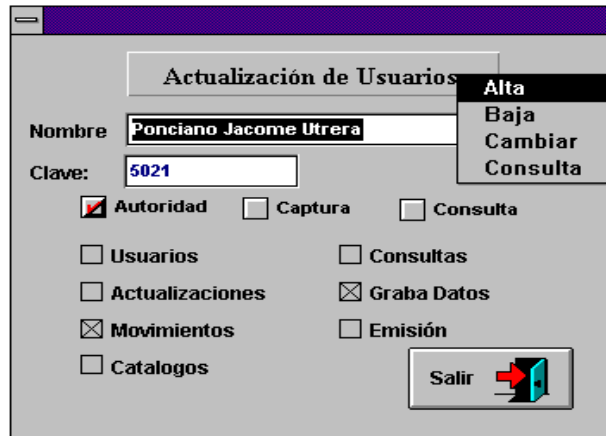 Actualización de Usuarios
Alta
Baja
Cambiar
Consulta
Nombre Ponciano Jacome Utrera
Clave: 5021
Autoridad Captura Consulta
Usuarios Consultas
Actualizaciones Graba Datos
Movimientos Emisión
Catalogos
Salir